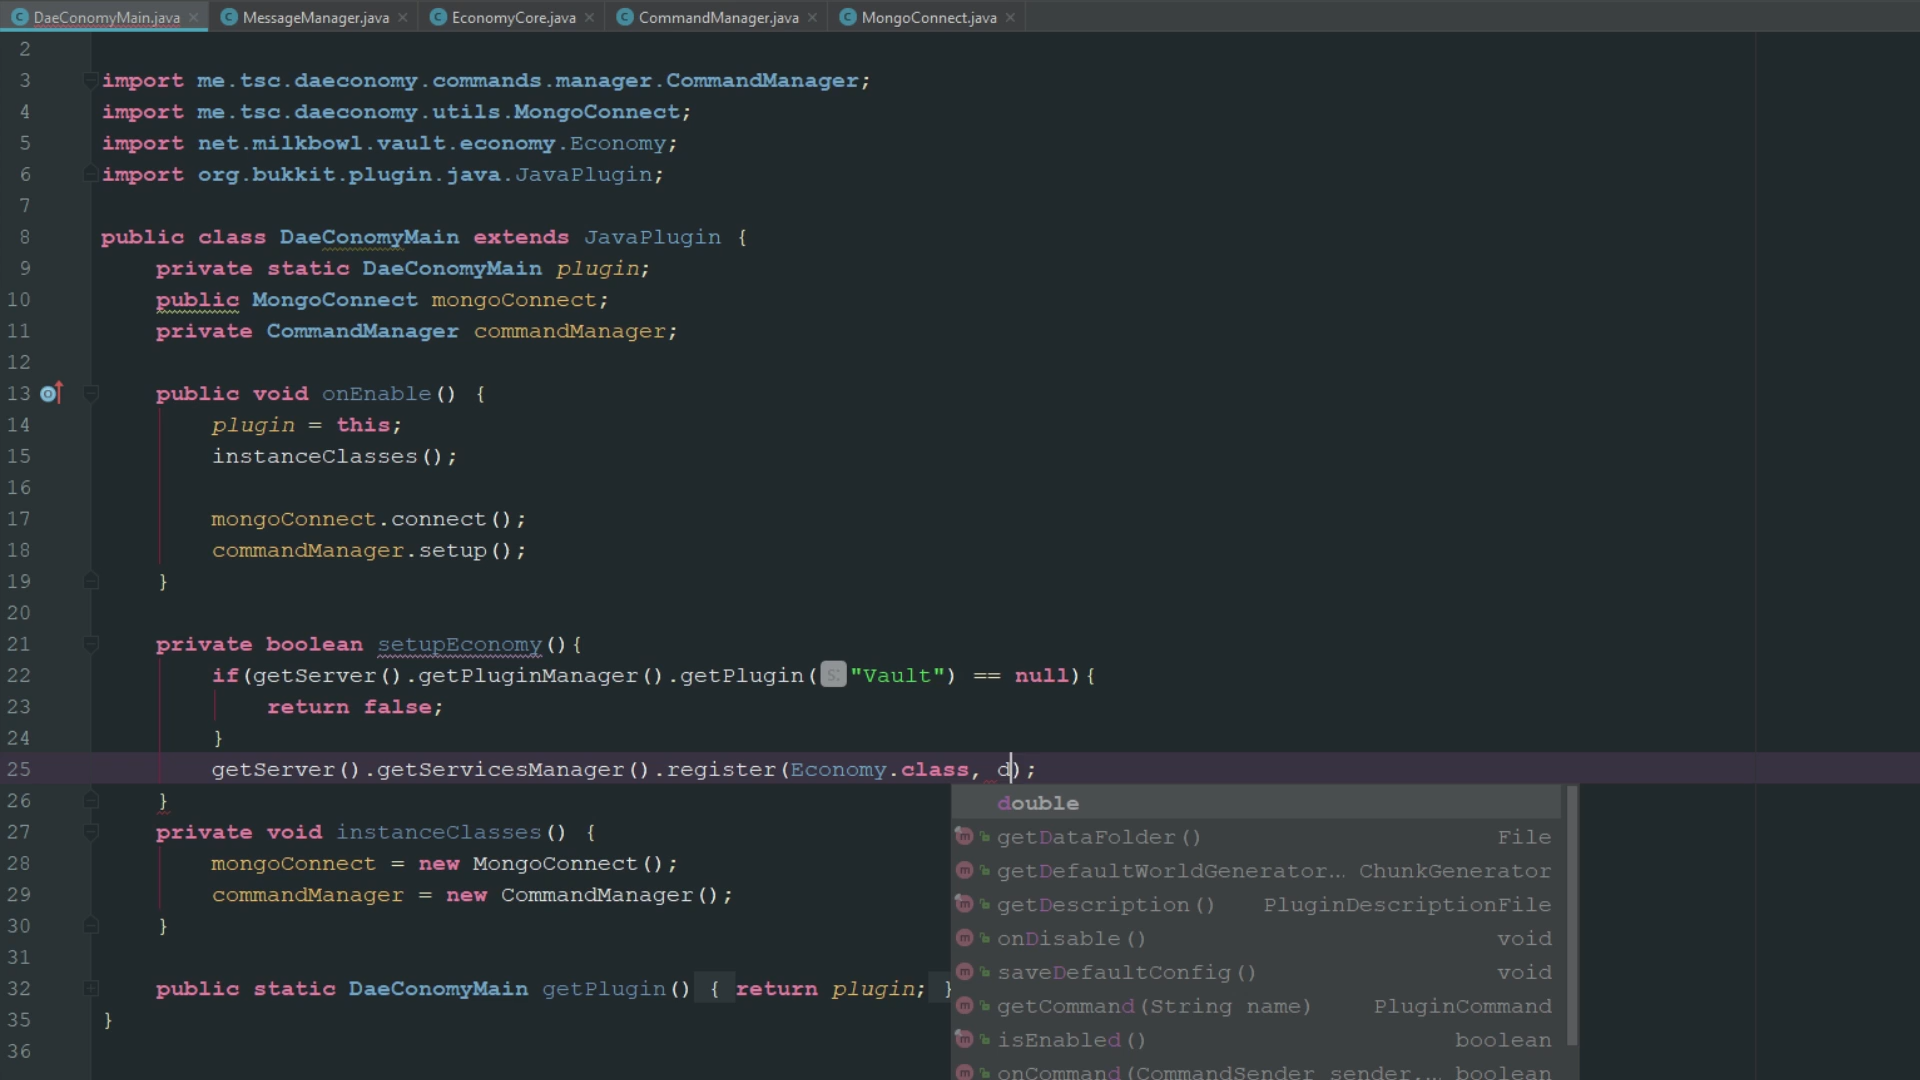 DaeConomyMain.java MessageManager.java EconomyCore.java CommandManager.java MongoConnect.java
2
3 import me.tsc.daeconomy.commands.manager.CommandManager;
4 import me.tsc.daeconomy.utils.MongoConnect;
5 import net.milkbowl.vault.economy.Economy;
6 import org.bukkit.plugin.java.JavaPlugin;
7
8 public class DaeConomyMain extends JavaPlugin {
9 private static DaeConomyMain plugin;
10 public MongoConnect mongoConnect;
11 private CommandManager commandManager;
12
13 public void onEnable() {
14 plugin = this;
15 instanceClasses();
16
17 mongoConnect.connect();
18 commandManager.setup();
19 }
20
21 private boolean setupEconomy(){
22 if(getServer().getPluginManager().getPlugin( S: "Vault") == null){
23 return false;
24 }
25 getServer().getServicesManager().register(Economy.class, d);
26 }
double
27 private void instanceClasses() {
getDataFolder() File
28 mongoConnect = new MongoConnect();
getDefaultWorldGenerator... ChunkGenerator
29 commandManager = new CommandManager();
getDescription() PluginDescriptionFile
30 }
onDisable() void
31
saveDefaultConfig() void
32 public static DaeConomyMain getPlugin() { return plugin; }
getCommand(String name) PluginCommand
35 }
isEnabled() boolean
36
onCommand(CommandSender sender,... boolean